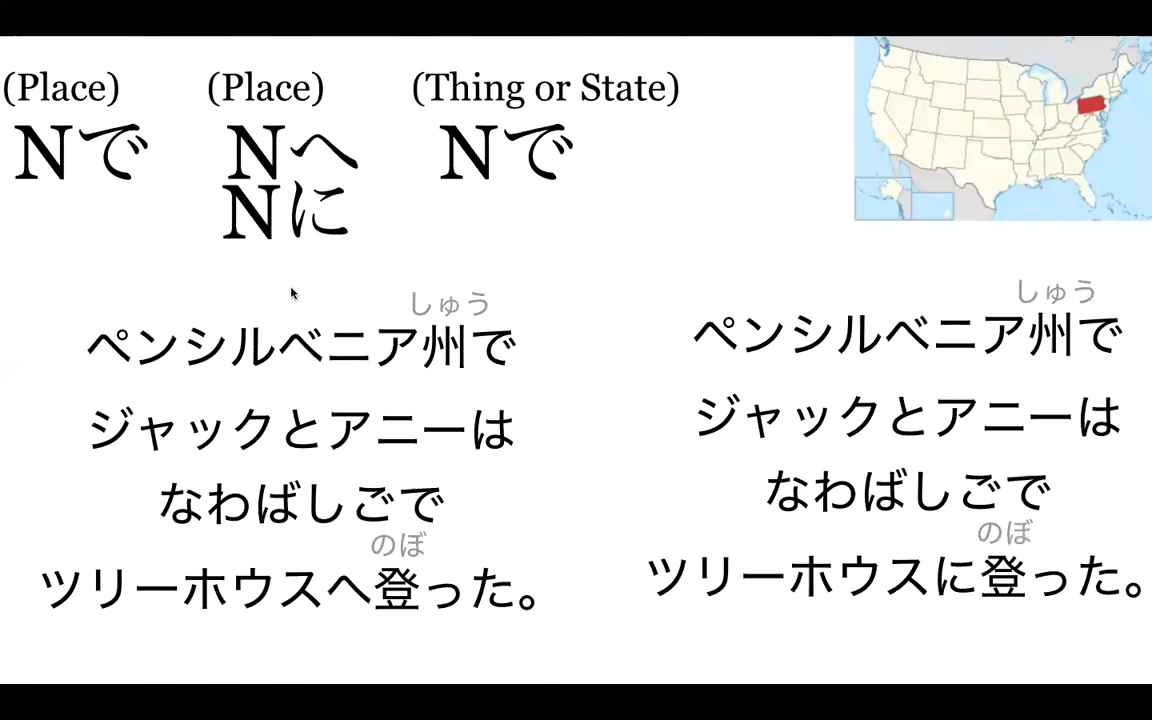 (Place) (Place) (Thing or State)
Nで Nへ Nで
Nに
しゅう
ペンシルベニア州で
ジャックとアニーは
なわばしごで
のぼ
ツリーホウスへ登った。
しゅう
ペンシルベニア州で
ジャックとアニーは
なわばしごで
のぼ
ツリーホウスに登った。